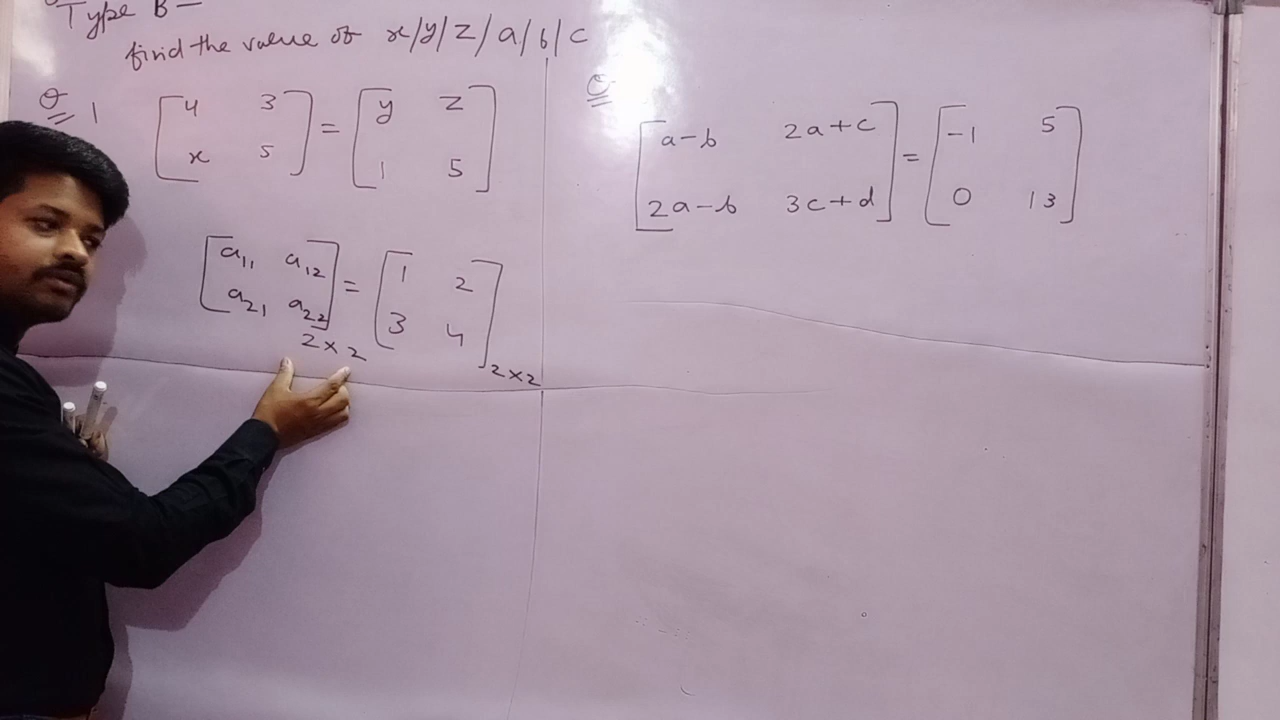 Type B-
find the value of x/y/z/a/b/c
Q 1 [4 3
x 5] = [y z
1 5]
[a11 a12
a21 a22]2×2 = [1 2
3 4]2×2
Q
[a-b 2a+c
2a-b 3c+d] = [-1 5
0 13]